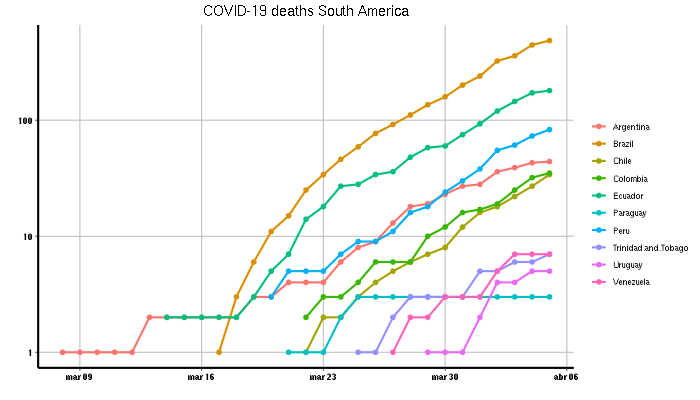 COVID-19 deaths South America
100
10
1
mar 09
mar 16
mar 23
mar 30
abr 06
Argentina
Brazil
Chile
Colombia
Ecuador
Paraguay
Peru
Trinidad.and.Tobago
Uruguay
Venezuela